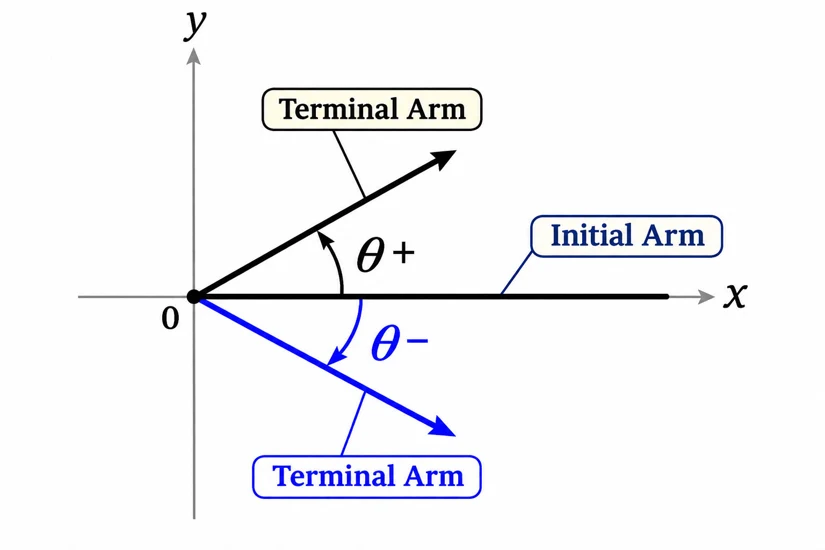 y
Terminal Arm
Initial Arm
θ+
x
0
θ−
Terminal Arm